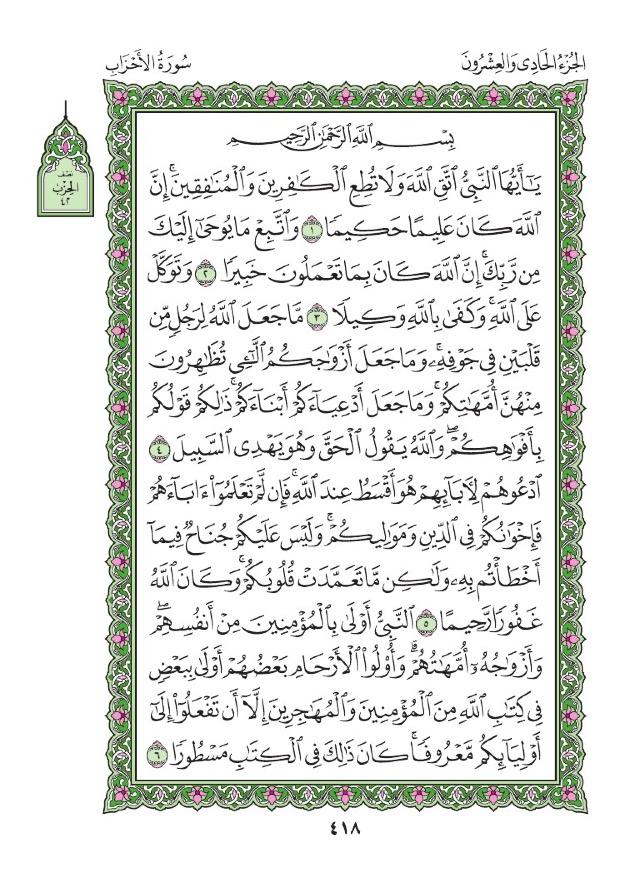 الجُزْءُ الحَادِى وَالعِشْرُونَ
سُورَةُ الأَحْزَابِ
نصف
الحِزْب
٤٢
بِسْمِ ٱللَّهِ ٱلرَّحْمَٰنِ ٱلرَّحِيمِ
يَٰٓأَيُّهَا ٱلنَّبِىُّ ٱتَّقِ ٱللَّهَ وَلَا تُطِعِ ٱلْكَٰفِرِينَ وَٱلْمُنَٰفِقِينَ ۚ إِنَّ
ٱللَّهَ كَانَ عَلِيمًا حَكِيمًا ١ وَٱتَّبِعْ مَا يُوحَىٰٓ إِلَيْكَ
مِن رَّبِّكَ ۚ إِنَّ ٱللَّهَ كَانَ بِمَا تَعْمَلُونَ خَبِيرًا ٢ وَتَوَكَّلْ
عَلَى ٱللَّهِ ۚ وَكَفَىٰ بِٱللَّهِ وَكِيلًا ٣ مَّا جَعَلَ ٱللَّهُ لِرَجُلٍ مِّن
قَلْبَيْنِ فِى جَوْفِهِۦ ۚ وَمَا جَعَلَ أَزْوَٰجَكُمُ ٱلَّٰٓـِٔى تُظَٰهِرُونَ
مِنْهُنَّ أُمَّهَٰتِكُمْ ۚ وَمَا جَعَلَ أَدْعِيَآءَكُمْ أَبْنَآءَكُمْ ۚ ذَٰلِكُمْ قَوْلُكُم
بِأَفْوَٰهِكُمْ ۖ وَٱللَّهُ يَقُولُ ٱلْحَقَّ وَهُوَ يَهْدِى ٱلسَّبِيلَ ٤
ٱدْعُوهُمْ لِءَابَآئِهِمْ هُوَ أَقْسَطُ عِندَ ٱللَّهِ ۚ فَإِن لَّمْ تَعْلَمُوٓا۟ ءَابَآءَهُمْ
فَإِخْوَٰنُكُمْ فِى ٱلدِّينِ وَمَوَٰلِيكُمْ ۚ وَلَيْسَ عَلَيْكُمْ جُنَاحٌ فِيمَآ
أَخْطَأْتُم بِهِۦ وَلَٰكِن مَّا تَعَمَّدَتْ قُلُوبُكُمْ ۚ وَكَانَ ٱللَّهُ
غَفُورًا رَّحِيمًا ٥ ٱلنَّبِىُّ أَوْلَىٰ بِٱلْمُؤْمِنِينَ مِنْ أَنفُسِهِمْ ۖ
وَأَزْوَٰجُهُۥٓ أُمَّهَٰتُهُمْ ۗ وَأُو۟لُوا۟ ٱلْأَرْحَامِ بَعْضُهُمْ أَوْلَىٰ بِبَعْضٍ
فِى كِتَٰبِ ٱللَّهِ مِنَ ٱلْمُؤْمِنِينَ وَٱلْمُهَٰجِرِينَ إِلَّآ أَن تَفْعَلُوٓا۟ إِلَىٰٓ
أَوْلِيَآئِكُم مَّعْرُوفًا ۚ كَانَ ذَٰلِكَ فِى ٱلْكِتَٰبِ مَسْطُورًا ٦
٤١٨